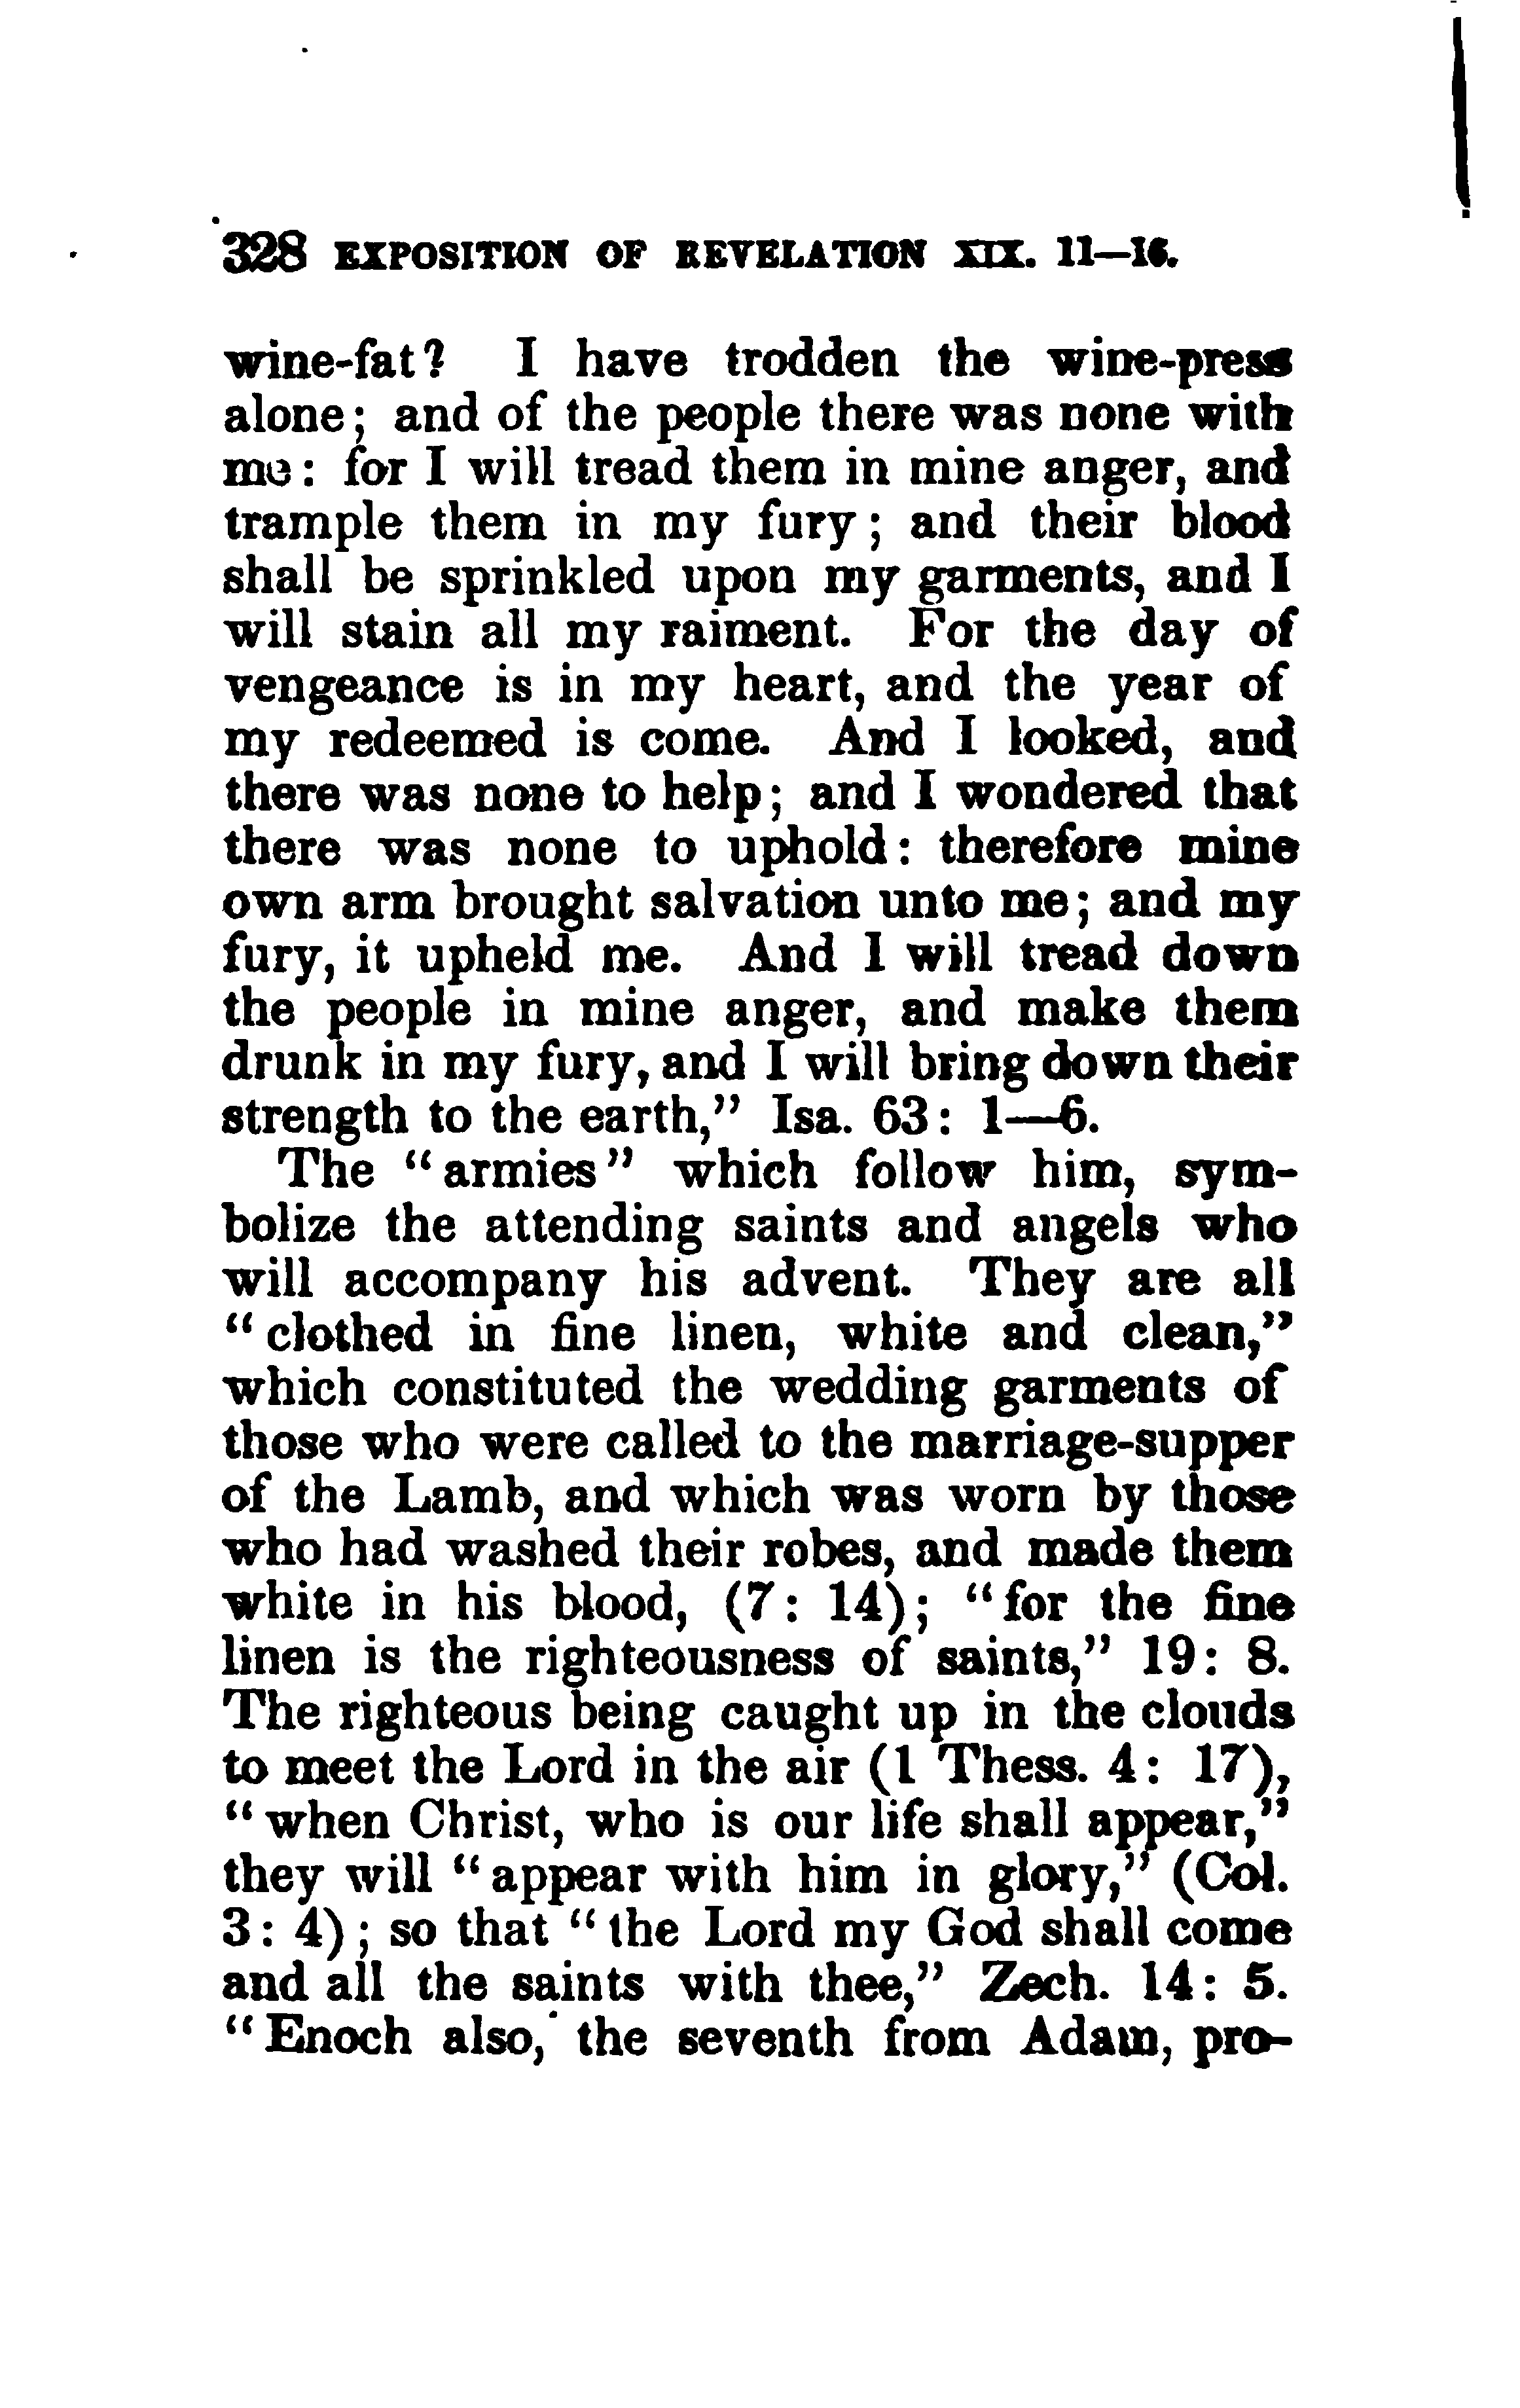 328 EXPOSITION OF REVELATION XIX. 11—16.
wine-fat? I have trodden the wine-press
alone; and of the people there was none with
me: for I will tread them in mine anger, and
trample them in my fury; and their blood
shall be sprinkled upon my garments, and I
will stain all my raiment. For the day of
vengeance is in my heart, and the year of
my redeemed is come. And I looked, and
there was none to help; and I wondered that
there was none to uphold: therefore mine
own arm brought salvation unto me; and my
fury, it upheld me. And I will tread down
the people in mine anger, and make them
drunk in my fury, and I will bring down their
strength to the earth,” Isa. 63: 1—6.
The “armies” which follow him, sym-
bolize the attending saints and angels who
will accompany his advent. They are all
“clothed in fine linen, white and clean,”
which constituted the wedding garments of
those who were called to the marriage-supper
of the Lamb, and which was worn by those
who had washed their robes, and made them
white in his blood, (7: 14); “for the fine
linen is the righteousness of saints,” 19: 8.
The righteous being caught up in the clouds
to meet the Lord in the air (1 Thess. 4: 17),
“when Christ, who is our life shall appear,”
they will “appear with him in glory,” (Col.
3: 4); so that “the Lord my God shall come
and all the saints with thee,” Zech. 14: 5.
“Enoch also, the seventh from Adam, pro-